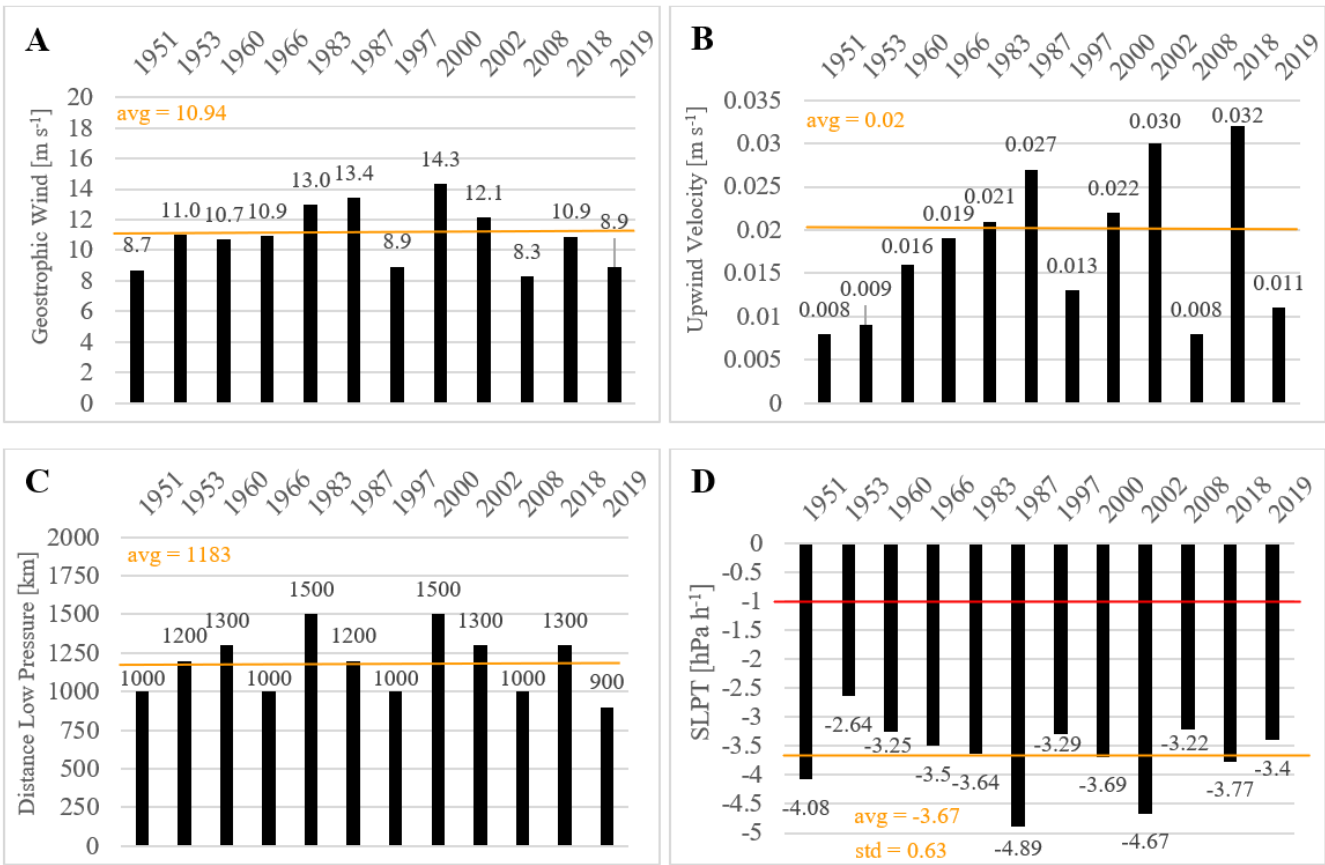 A
1951 1953 1960 1966 1983 1987 1997 2000 2002 2008 2018 2019
Geostrophic Wind [m s⁻¹]
avg = 10.94
20
18
16
14
12
10
8
6
4
2
0
8.7 11.0 10.7 10.9 13.0 13.4 8.9 14.3 12.1 8.3 10.9 8.9
B
1951 1953 1960 1966 1983 1987 1997 2000 2002 2008 2018 2019
Upwind Velocity [m s⁻¹]
avg = 0.02
0.035
0.03
0.025
0.02
0.015
0.01
0.005
0
0.008 0.009 0.016 0.019 0.021 0.027 0.013 0.022 0.030 0.008 0.032 0.011
C
1951 1953 1960 1966 1983 1987 1997 2000 2002 2008 2018 2019
Distance Low Pressure [km]
avg = 1183
2000
1750
1500
1250
1000
750
500
250
0
1000 1200 1300 1000 1500 1200 1000 1500 1300 1000 1300 900
D
1951 1953 1960 1966 1983 1987 1997 2000 2002 2008 2018 2019
SLPT [hPa h⁻¹]
0
-0.5
-1
-1.5
-2
-2.5
-3
-3.5
-4
-4.5
-5
-4.08 -2.64 -3.25 -3.5 -3.64 -4.89 -3.29 -3.69 -4.67 -3.22 -3.77 -3.4
avg = -3.67
std = 0.63